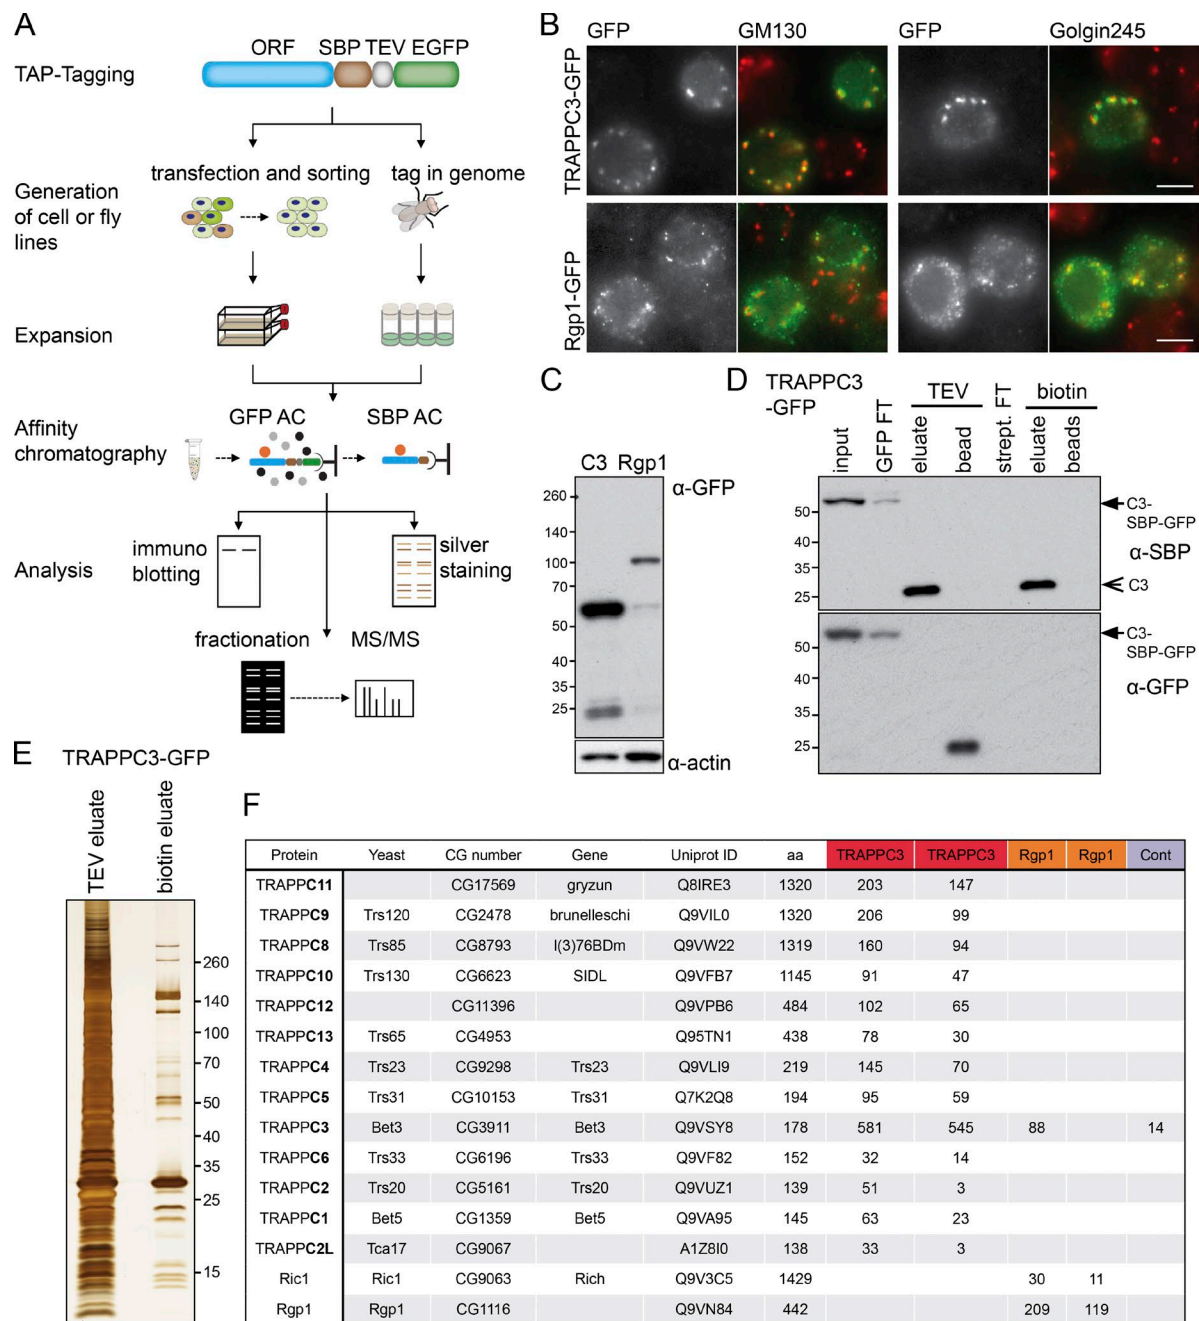 A
ORF SBP TEV EGFP
TAP-Tagging
transfection and sorting
tag in genome
Generation
of cell or fly
lines
Expansion
GFP AC
SBP AC
Affinity
chromatography
immuno
blotting
silver
staining
Analysis
fractionation
MS/MS
B
GFP
GM130
GFP
Golgin245
TRAPPC3-GFP
Rgp1-GFP
C
C3 Rgp1
α-GFP
260
140
100
70
50
40
35
25
α-actin
D
TRAPPC3
-GFP
TEV
biotin
input
GFP FT
eluate
bead
strept. FT
eluate
beads
50
40
35
25
C3-
SBP-GFP
α-SBP
C3
50
40
35
25
C3-
SBP-GFP
α-GFP
E
TRAPPC3-GFP
TEV eluate
biotin eluate
260
140
100
70
50
40
35
25
15
F
Protein Yeast CG number Gene Uniprot ID aa TRAPPC3 TRAPPC3 Rgp1 Rgp1 Cont
TRAPPC11 CG17569 gryzun Q8IRE3 1320 203 147
TRAPPC9 Trs120 CG2478 brunelleschi Q9VIL0 1320 206 99
TRAPPC8 Trs85 CG8793 l(3)76BDm Q9VW22 1319 160 94
TRAPPC10 Trs130 CG6623 SIDL Q9VFB7 1145 91 47
TRAPPC12 CG11396 Q9VPB6 484 102 65
TRAPPC13 Trs65 CG4953 Q95TN1 438 78 30
TRAPPC4 Trs23 CG9298 Trs23 Q9VLI9 219 145 70
TRAPPC5 Trs31 CG10153 Trs31 Q7K2Q8 194 95 59
TRAPPC3 Bet3 CG3911 Bet3 Q9VSY8 178 581 545 88 14
TRAPPC6 Trs33 CG6196 Trs33 Q9VF82 152 32 14
TRAPPC2 Trs20 CG5161 Trs20 Q9VUZ1 139 51 3
TRAPPC1 Bet5 CG1359 Bet5 Q9VA95 145 63 23
TRAPPC2L Tca17 CG9067 A1Z8I0 138 33 3
Ric1 Ric1 CG9063 Rich Q9V3C5 1429 30 11
Rgp1 Rgp1 CG1116 Q9VN84 442 209 119